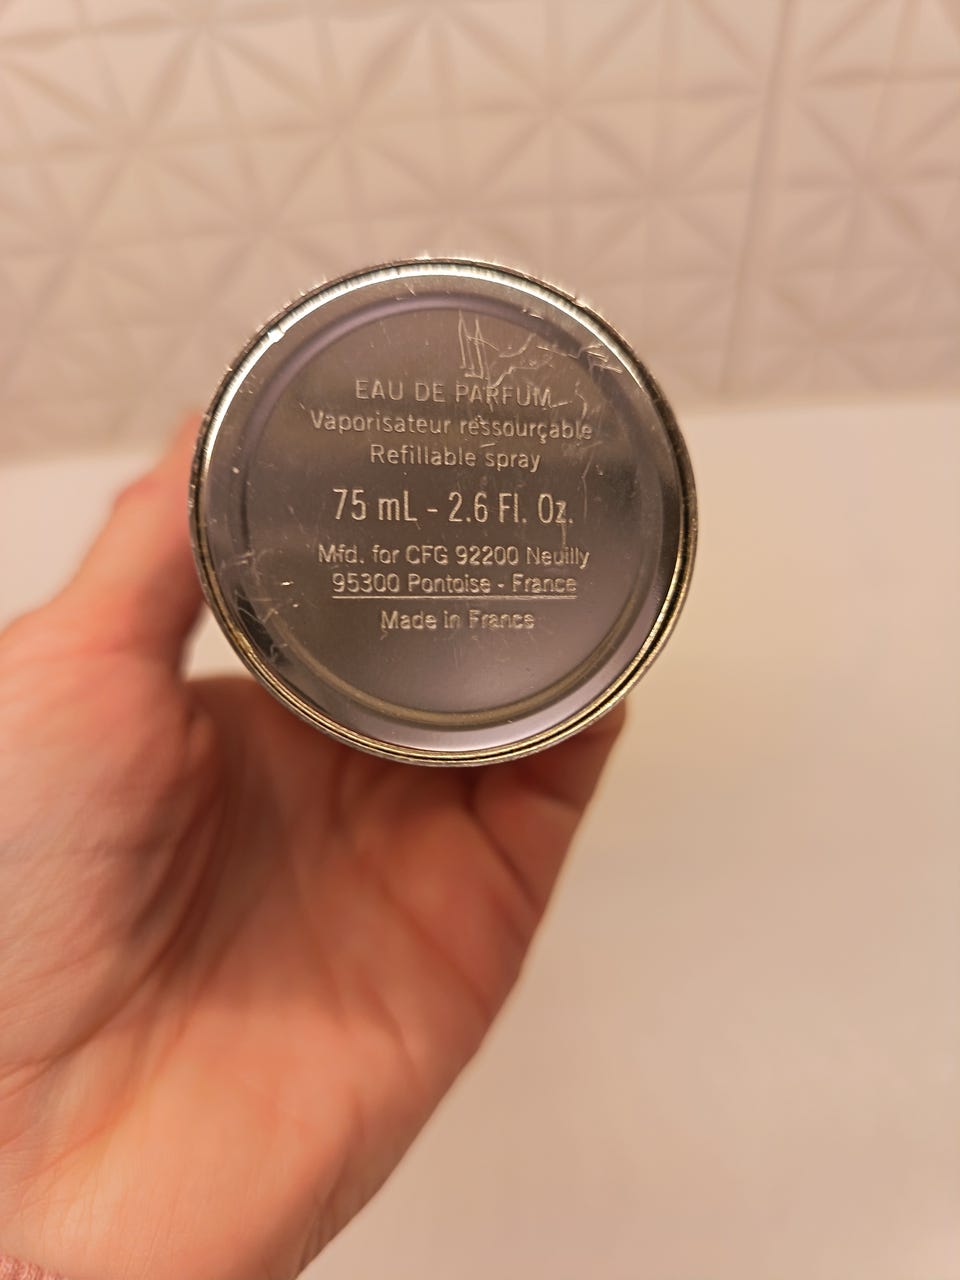 EAU DE PARFUM
Vaporisateur ressourçable
Refillable spray
75 mL - 2.6 Fl. Oz.
Mfd. for CFG 92200 Neuilly
95300 Pontoise - France
Made in France